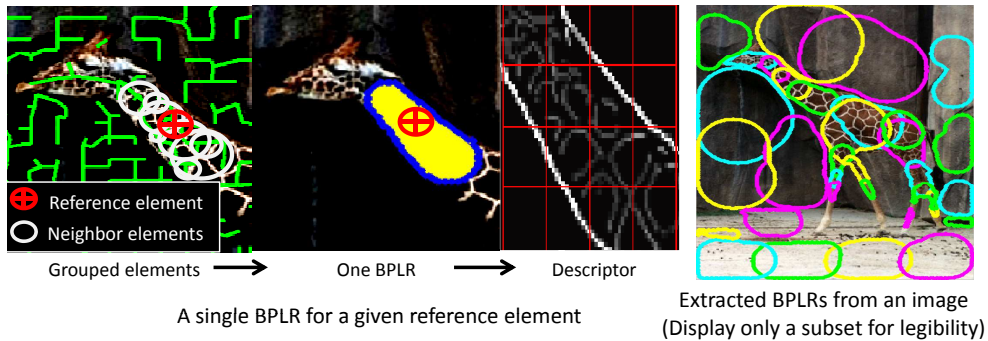 Reference element
Neighbor elements
Grouped elements
One BPLR
Descriptor
A single BPLR for a given reference element
Extracted BPLRs from an image
(Display only a subset for legibility)